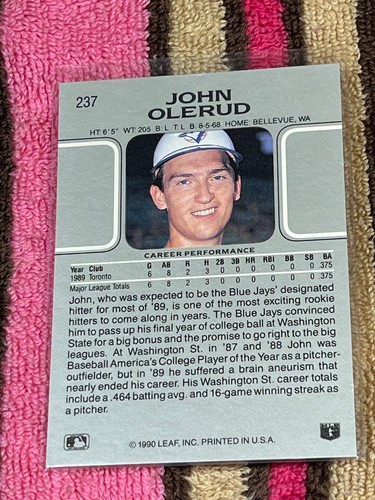 237
JOHN
OLERUD
HT: 6'5" WT: 205 B: L T: L B: 8-5-68 HOME: BELLEVUE, WA
CAREER PERFORMANCE
Year Club G AB R H 2B 3B HR RBI BB SB BA
1989 Toronto 6 8 2 3 0 0 0 0 0 0 .375
Major League Totals 6 8 2 3 0 0 0 0 0 0 .375
John, who was expected to be the Blue Jays' designated
hitter for most of '89, is one of the most exciting rookie
hitters to come along in years. The Blue Jays convinced
him to pass up his final year of college ball at Washington
State for a big bonus and the promise to go right to the big
leagues. At Washington St. in '87 and '88 John was
Baseball America's College Player of the Year as a pitcher-
outfielder, but in '89 he suffered a brain aneurism that
nearly ended his career. His Washington St. career totals
include a .464 batting avg. and 16-game winning streak as
a pitcher.
© 1990 LEAF, INC. PRINTED IN U.S.A.